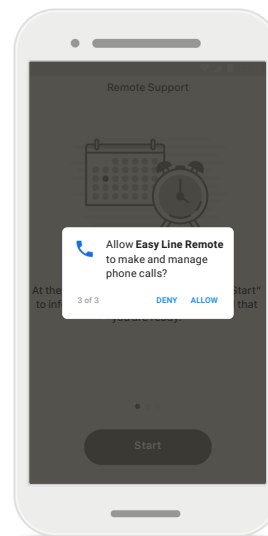 Remote Support
Allow Easy Line Remote
to make and manage
phone calls?
3 of 3 DENY ALLOW
At the Start"
to in that
you are ready.
Start